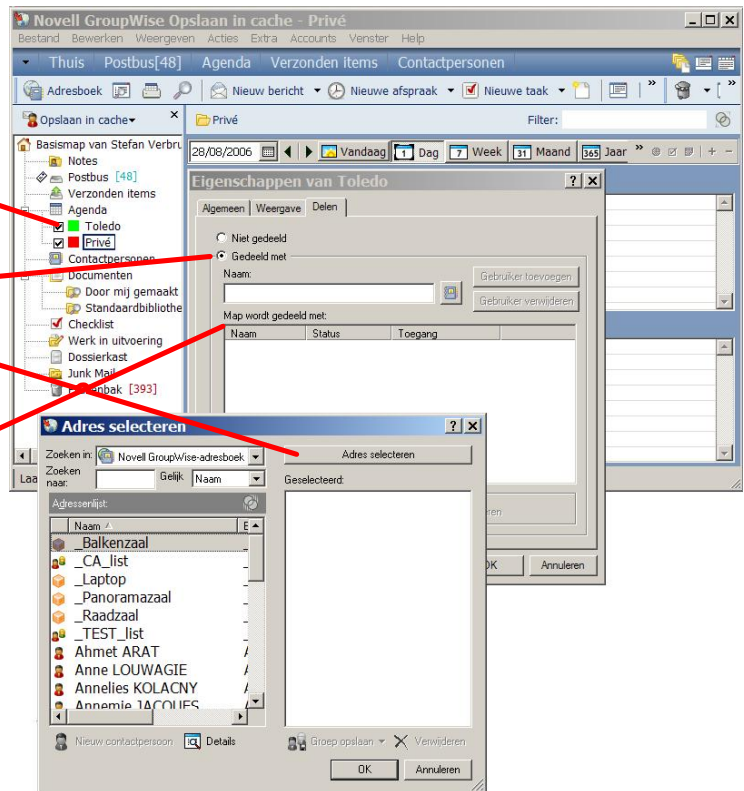 Novell GroupWise Opslaan in cache - Privé
Bestand Bewerken Weergeven Acties Extra Accounts Venster Help
Thuis Postbus[48] Agenda Verzonden items Contactpersonen
Adresboek Nieuw bericht Nieuwe afspraak Nieuwe taak
Opslaan in cache Privé Filter:
Basismap van Stefan Verbru
Notes
Postbus [48]
Verzonden items
Agenda
Toledo
Privé
Contactpersonen
Documenten
Door mij gemaakt
Standaardbibliothe
Checklist
Werk in uitvoering
Dossierkast
Junk Mail
[393]
28/08/2006 Vandaag 1 Dag 7 Week 31 Maand 365 Jaar
Eigenschappen van Toledo
Algemeen Weergave Delen
Niet gedeeld
Gedeeld met
Naam:
Gebruiker toevoegen
Gebruiker verwijderen
Map wordt gedeeld met:
Naam Status Toegang
Annuleren
Laa
Adres selecteren
Zoeken in: Novell GroupWise-adresboek
Adres selecteren
Zoeken naar: Gelijk Naam
Geselecteerd:
Adressenlijst:
Naam
_Balkenzaal
_CA_list
_Laptop
_Panoramazaal
_Raadzaal
_TEST_list
Ahmet ARAT
Anne LOUWAGIE
Annelies KOLACNY
Annemie JACQUES
Nieuw contactpersoon Details
Groep opslaan Verwijderen
OK Annuleren